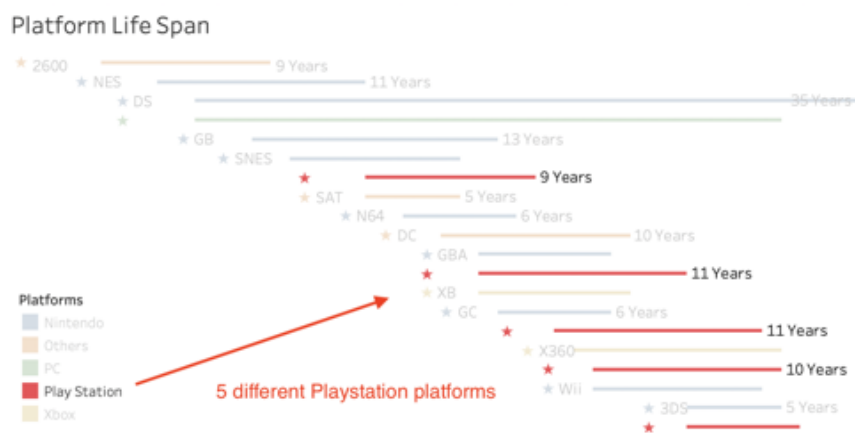 Platform Life Span
2600 9 Years
NES 11 Years
DS 35 Years
GB 13 Years
SNES
9 Years
SAT 5 Years
N64 6 Years
DC 10 Years
GBA
11 Years
XB
GC 6 Years
11 Years
X360
10 Years
Wii
3DS 5 Years
Platforms
Nintendo
Others
PC
Play Station
Xbox
5 different Playstation platforms